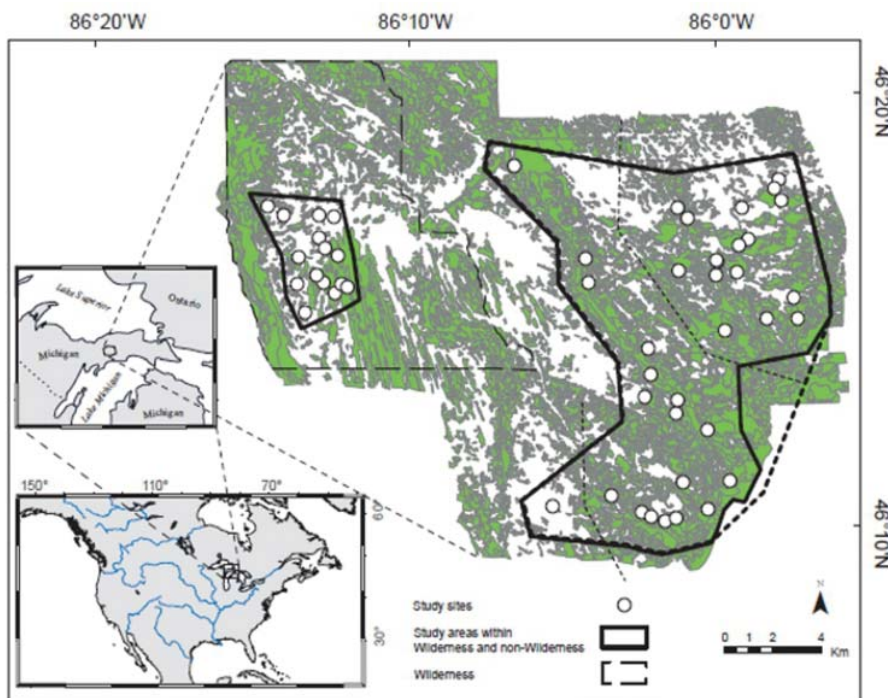 86°20'W 86°10'W 86°0'W
46°20'N
Lake Superior
Ontario
Michigan
Lake Michigan
Michigan
150° 110° 70°
60°
30°
46°10'N
N
Study sites
Study areas within
Wilderness and non-Wilderness
Wilderness
0 1 2 4
Km